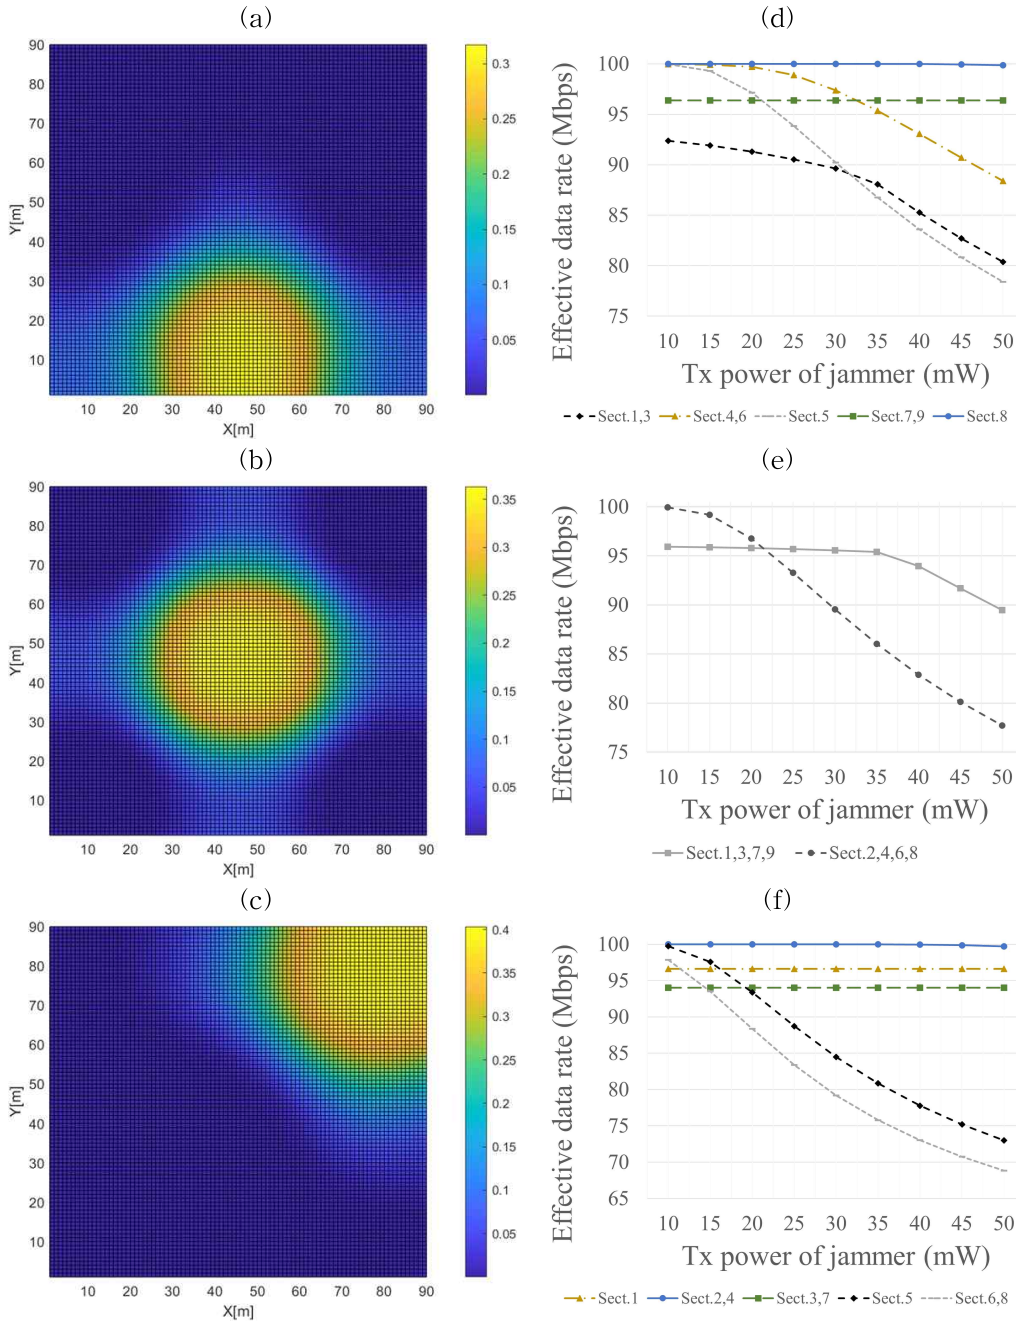 (a)
90
80
70
60
50
40
30
20
10
Y[m]
10 20 30 40 50 60 70 80 90
X[m]
0.3
0.25
0.2
0.15
0.1
0.05
(d)
Effective data rate (Mbps)
100
95
90
85
80
75
10 15 20 25 30 35 40 45 50
Tx power of jammer (mW)
Sect.1,3 Sect.4,6 Sect.5 Sect.7,9 Sect.8
(b)
90
80
70
60
50
40
30
20
10
Y[m]
10 20 30 40 50 60 70 80 90
X[m]
0.35
0.3
0.25
0.2
0.15
0.1
0.05
(e)
Effective data rate (Mbps)
100
95
90
85
80
75
10 15 20 25 30 35 40 45 50
Tx power of jammer (mW)
Sect.1,3,7,9 Sect.2,4,6,8
(c)
90
80
70
60
50
40
30
20
10
Y[m]
10 20 30 40 50 60 70 80 90
X[m]
0.4
0.35
0.3
0.25
0.2
0.15
0.1
0.05
(f)
Effective data rate (Mbps)
100
95
90
85
80
75
70
65
10 15 20 25 30 35 40 45 50
Tx power of jammer (mW)
Sect.1 Sect.2,4 Sect.3,7 Sect.5 Sect.6,8